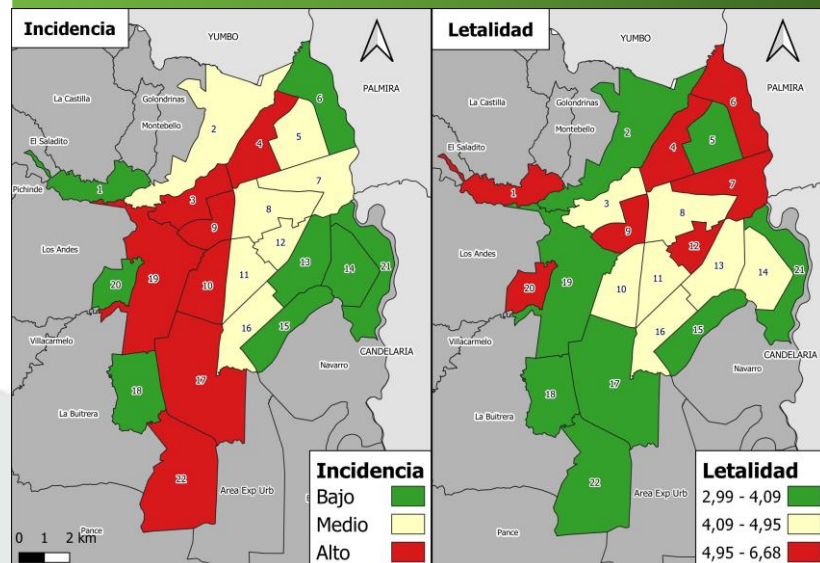 Incidencia
YUMBO
PALMIRA
La Castilla
Golondrinas
Montebello
El Saladito
Pichinde
Los Andes
Villacarmelo
La Buitrera
Pance
Navarro
CANDELARIA
Area Exp Urb
1
2
3
4
5
6
7
8
9
10
11
12
13
14
15
16
17
18
19
20
21
22
0 1 2 km
Incidencia
Bajo
Medio
Alto
Letalidad
YUMBO
PALMIRA
La Castilla
Golondrinas
Montebello
El Saladito
Pichinde
Los Andes
Villacarmelo
La Buitrera
Pance
Navarro
CANDELARIA
Area Exp Urb
1
2
3
4
5
6
7
8
9
10
11
12
13
14
15
16
17
18
19
20
21
22
Letalidad
2,99 - 4,09
4,09 - 4,95
4,95 - 6,68